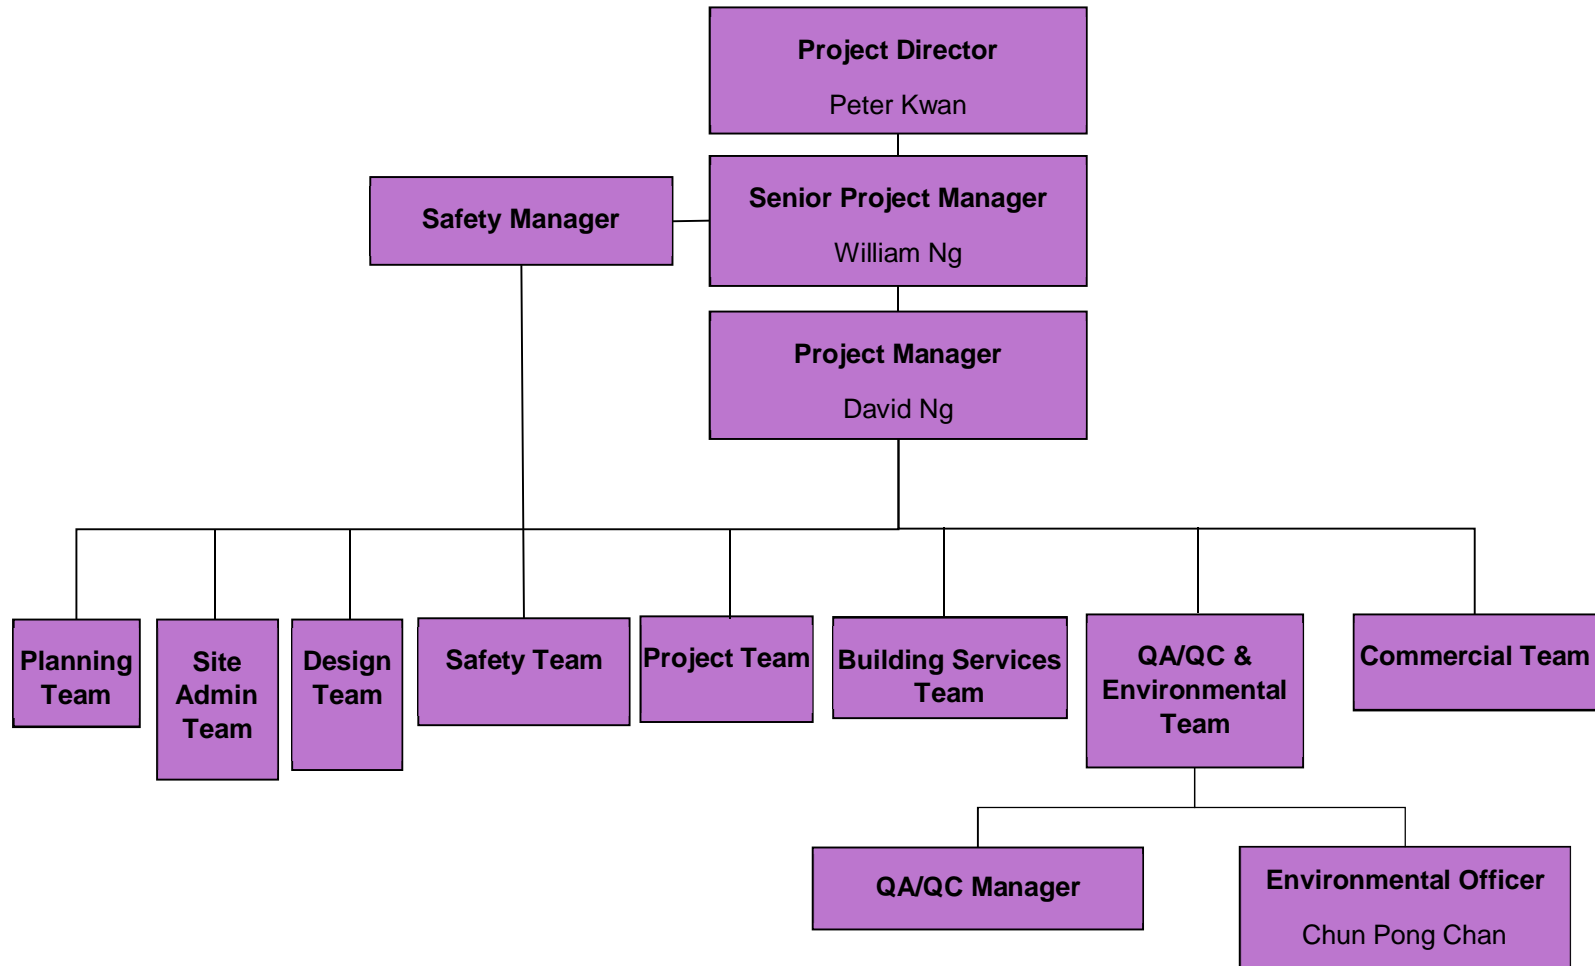 Project Director
Peter Kwan
Safety Manager
Senior Project Manager
William Ng
Project Manager
David Ng
Planning
Team
Site
Admin
Team
Design
Team
Safety Team
Project Team
Building Services
Team
QA/QC &
Environmental
Team
Commercial Team
QA/QC Manager
Environmental Officer
Chun Pong Chan